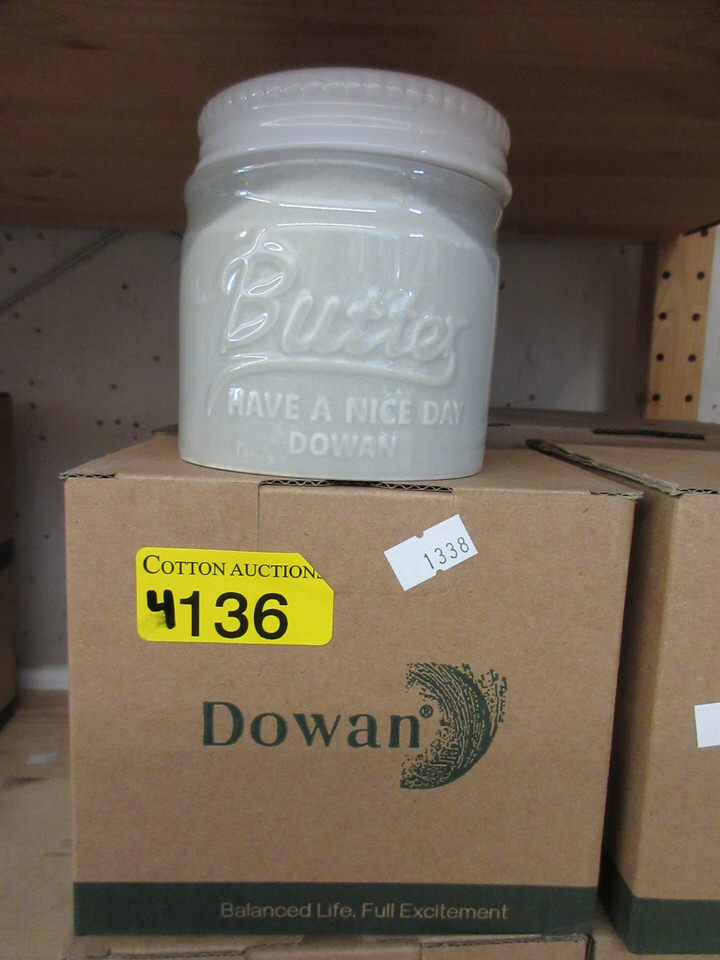 Butter
HAVE A NICE DAY
DOWAN
1338
COTTON AUCTIONS
4136
Dowan®
Balanced Life. Full Excitement